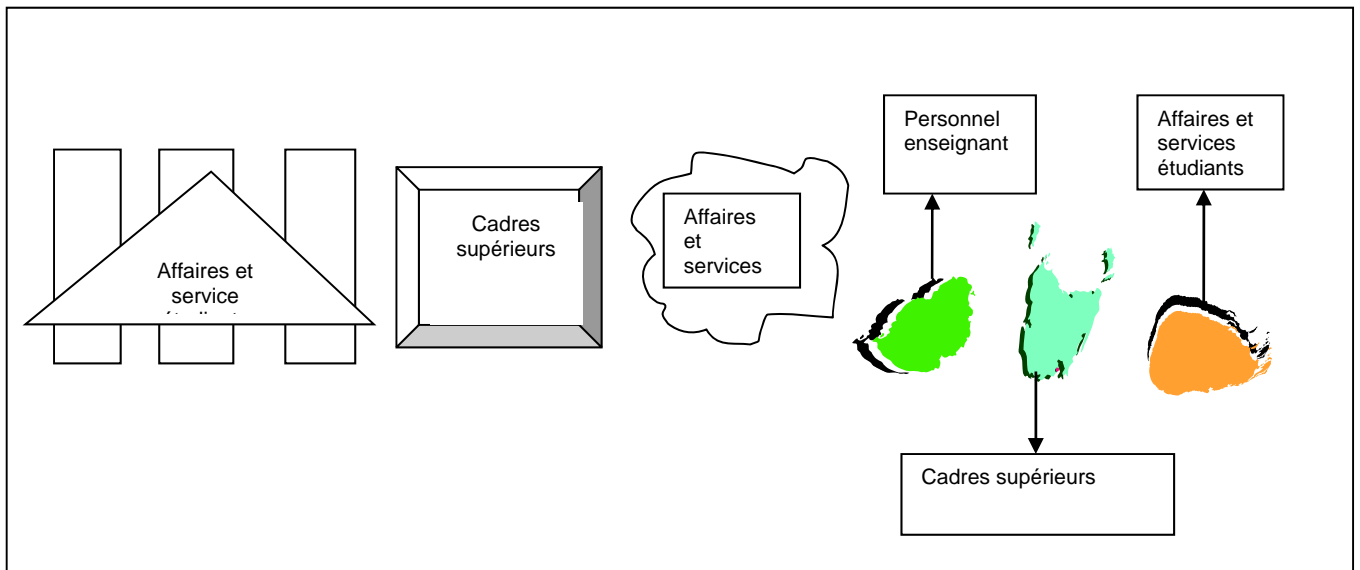 Affaires et
service
Cadres
supérieurs
Affaires
et
services
Personnel
enseignant
Affaires et
services
étudiants
Cadres supérieurs